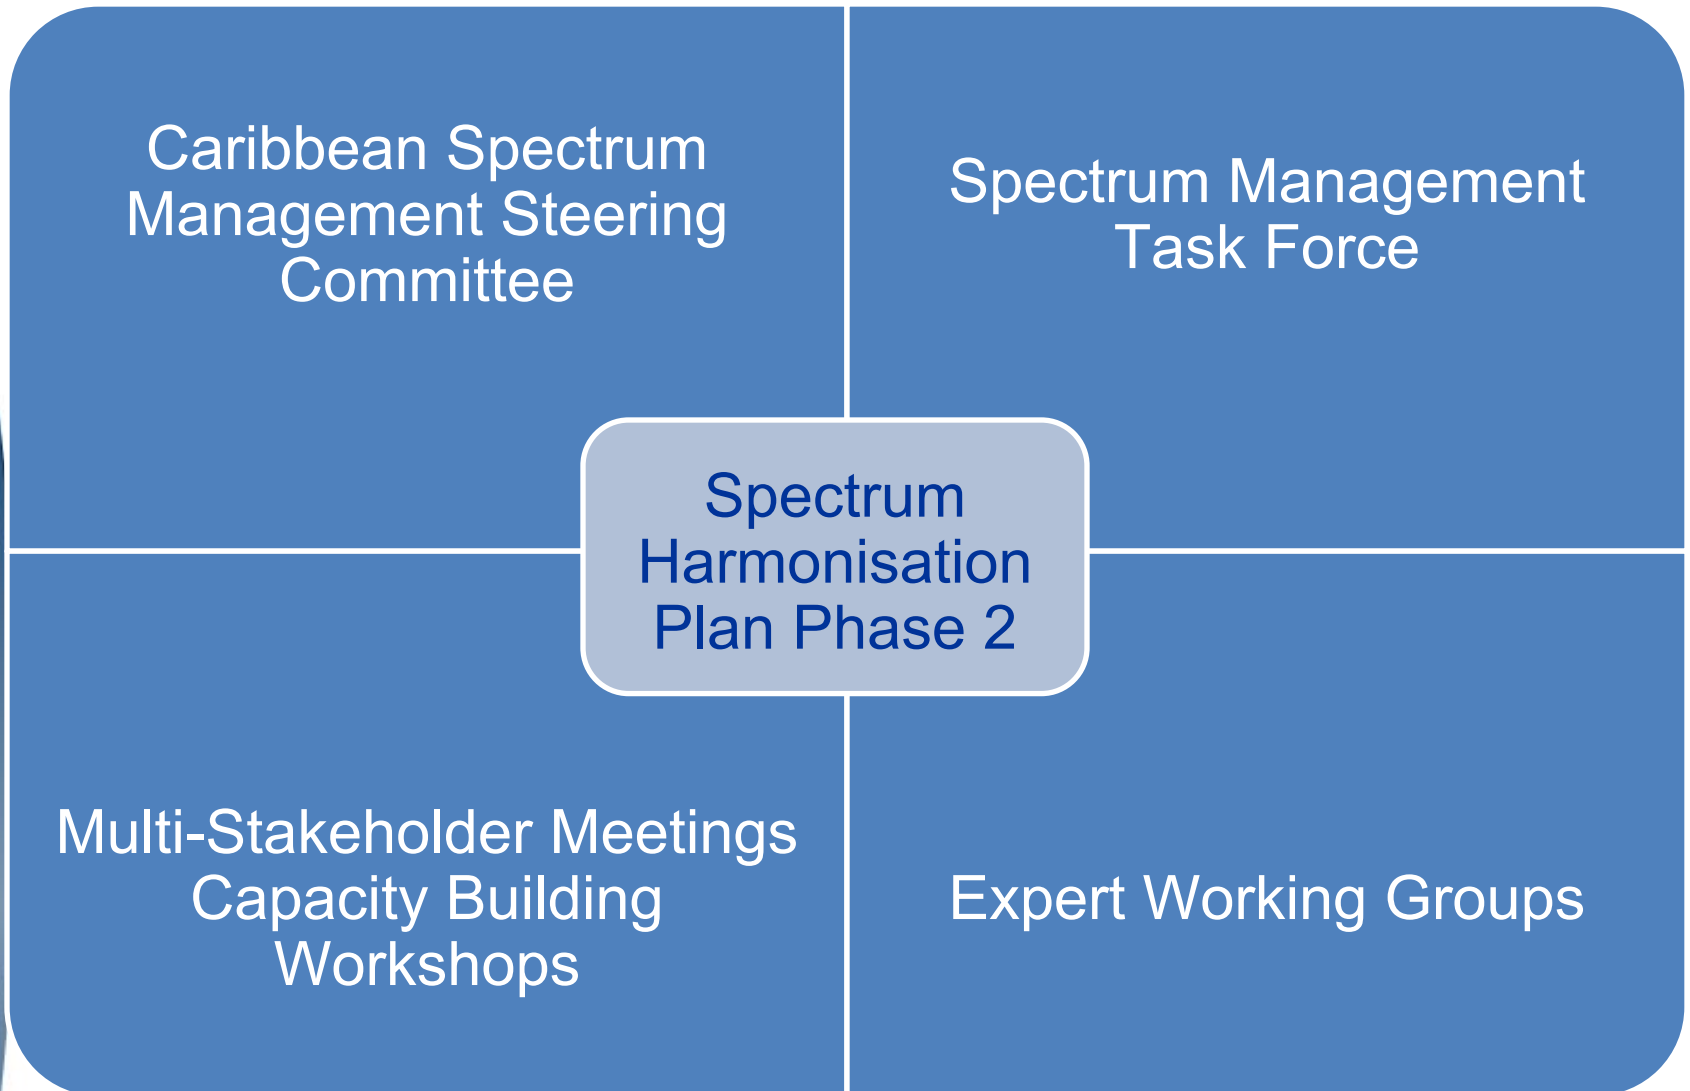 Caribbean Spectrum
Management Steering
Committee
Spectrum Management
Task Force
Spectrum
Harmonisation
Plan Phase 2
Multi-Stakeholder Meetings
Capacity Building
Workshops
Expert Working Groups